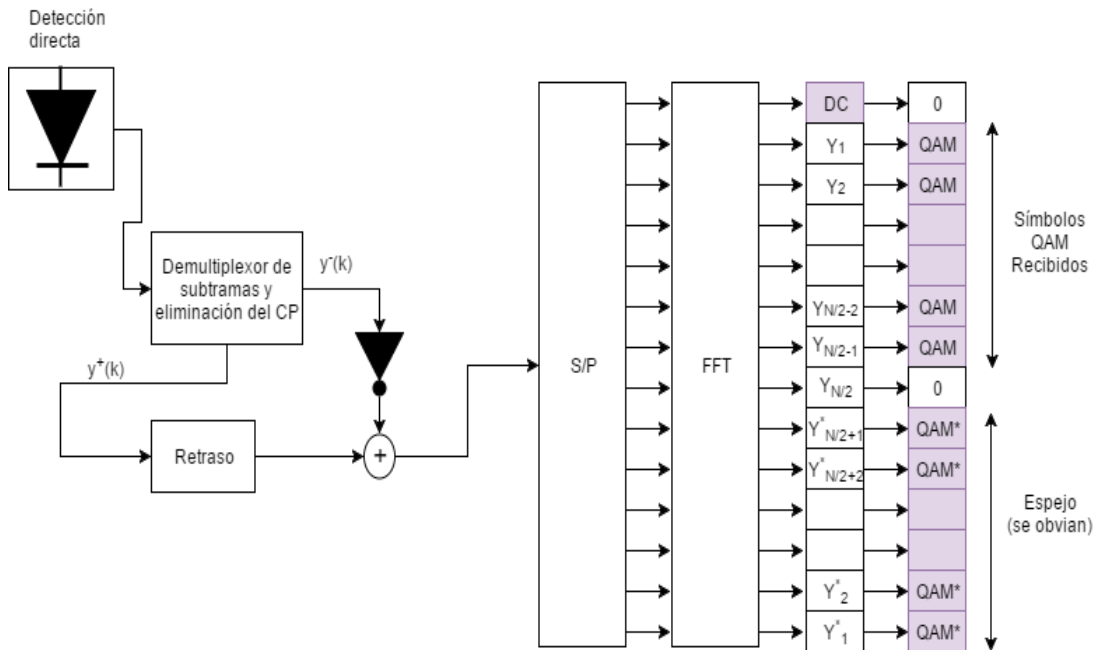 Detección
directa
Demultiplexor de
subtramas y
eliminación del CP
y-(k)
y+(k)
Retraso
+
S/P
FFT
DC
0
Y1
QAM
Y2
QAM
YN/2-2
QAM
YN/2-1
QAM
YN/2
0
Y*N/2+1
QAM*
Y*N/2+2
QAM*
Y*2
QAM*
Y*1
QAM*
Símbolos
QAM
Recibidos
Espejo
(se obvian)